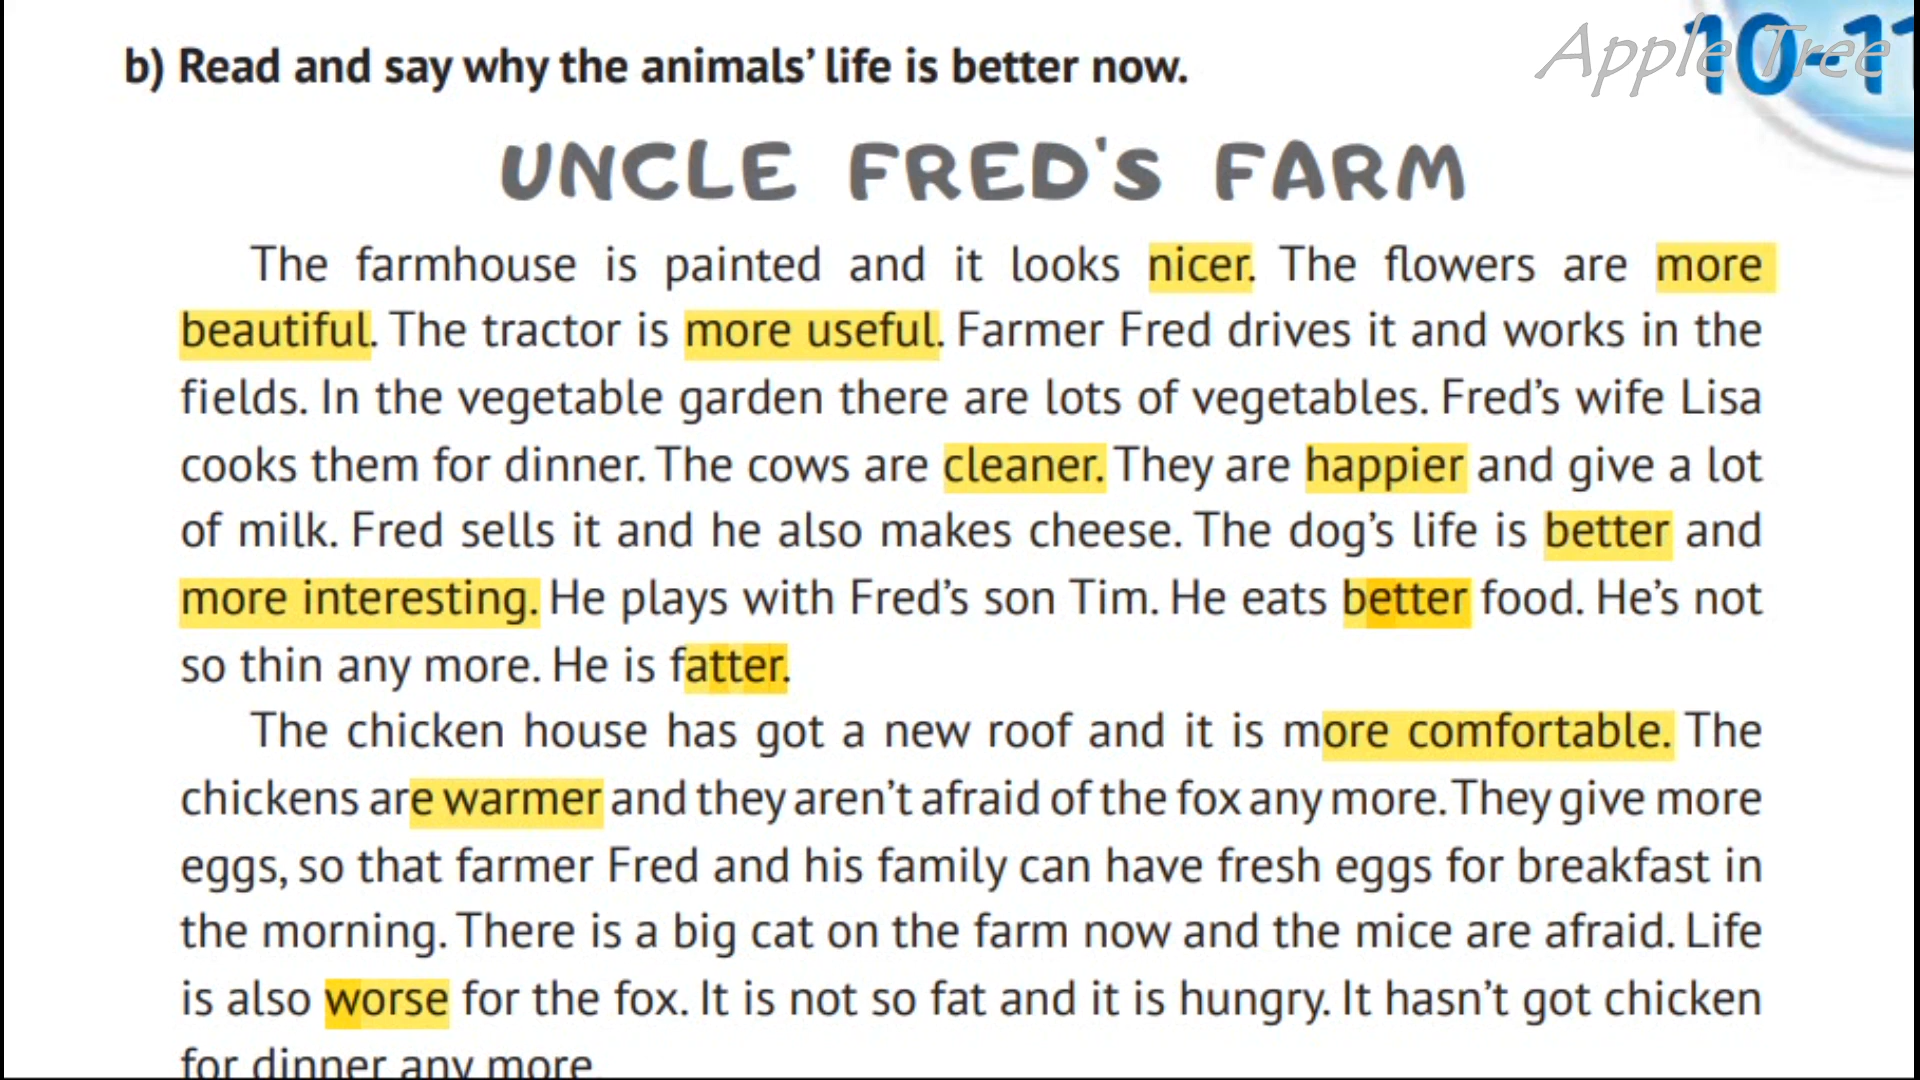 b) Read and say why the animals' life is better now.
Apple Tree
10-11
UNCLE FRED'S FARM
The farmhouse is painted and it looks nicer. The flowers are more
beautiful. The tractor is more useful. Farmer Fred drives it and works in the
fields. In the vegetable garden there are lots of vegetables. Fred's wife Lisa
cooks them for dinner. The cows are cleaner. They are happier and give a lot
of milk. Fred sells it and he also makes cheese. The dog's life is better and
more interesting. He plays with Fred's son Tim. He eats better food. He's not
so thin any more. He is fatter.
The chicken house has got a new roof and it is more comfortable. The
chickens are warmer and they aren't afraid of the fox any more. They give more
eggs, so that farmer Fred and his family can have fresh eggs for breakfast in
the morning. There is a big cat on the farm now and the mice are afraid. Life
is also worse for the fox. It is not so fat and it is hungry. It hasn't got chicken
for dinner any more.